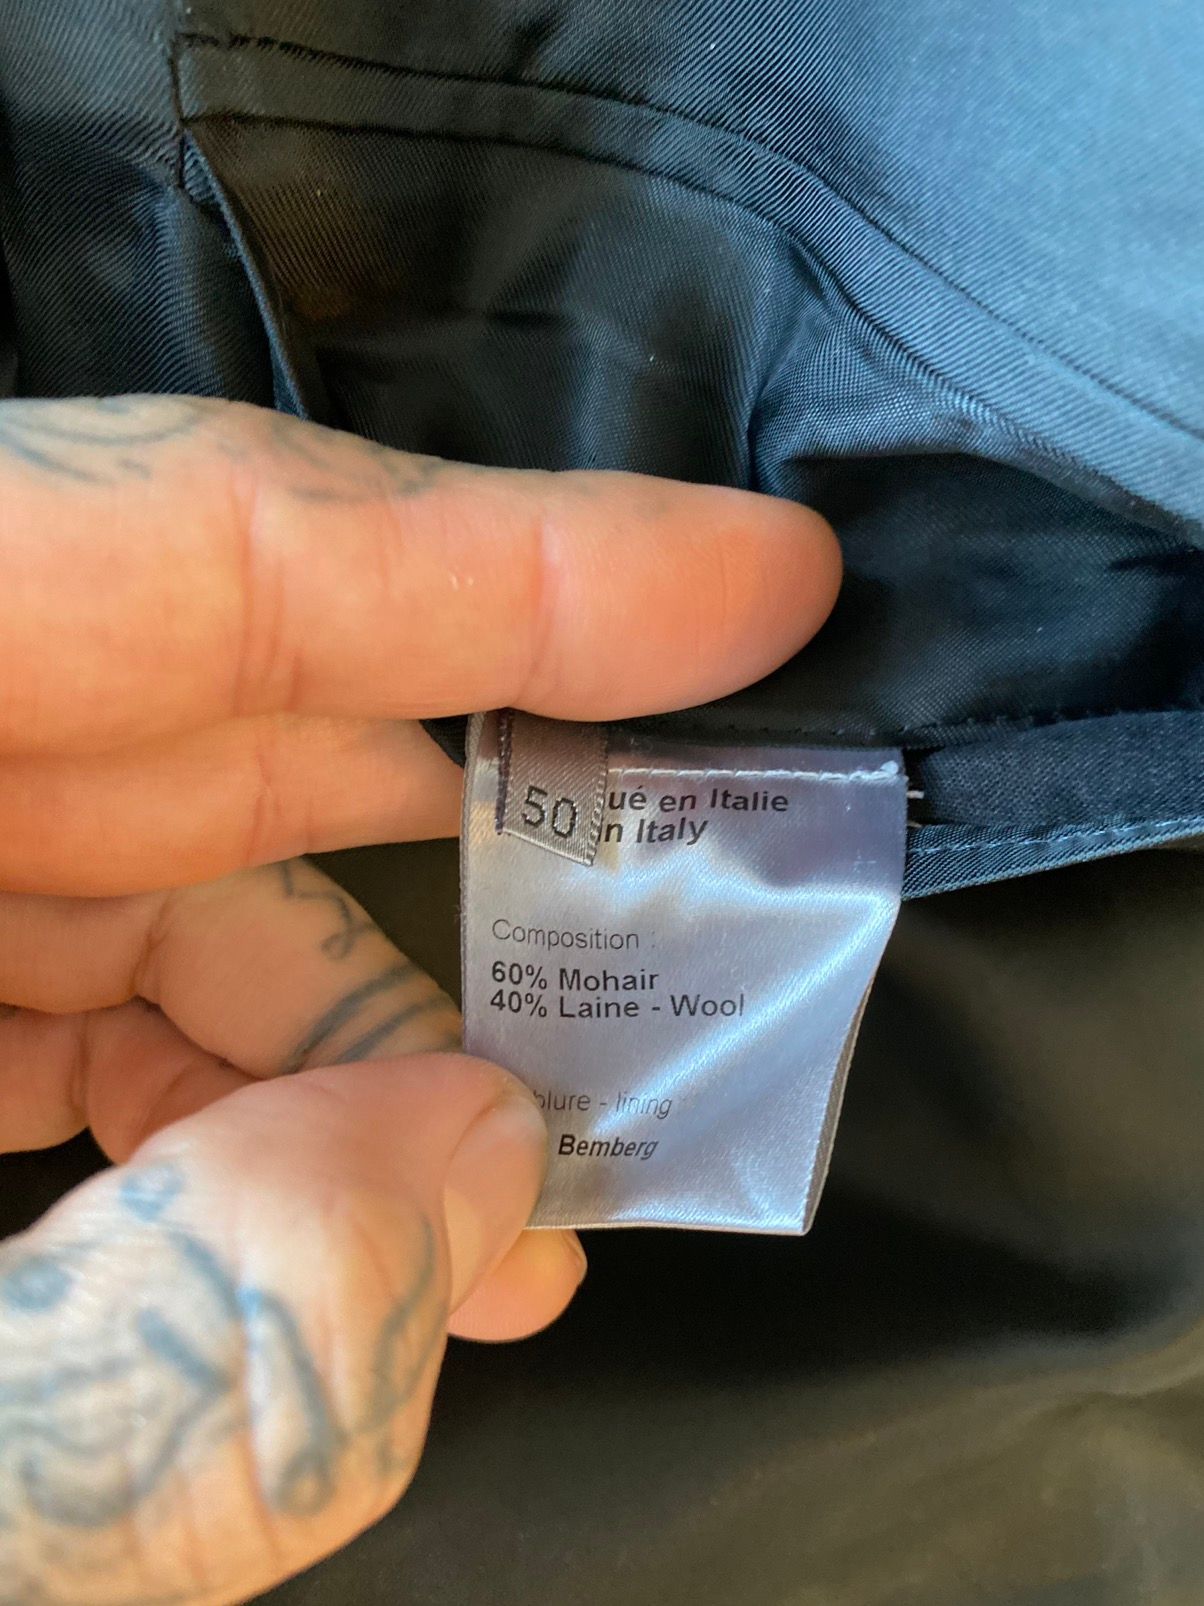 50
ué en Italie
n Italy
Composition :
60% Mohair
40% Laine - Wool
blure - lining
Bemberg